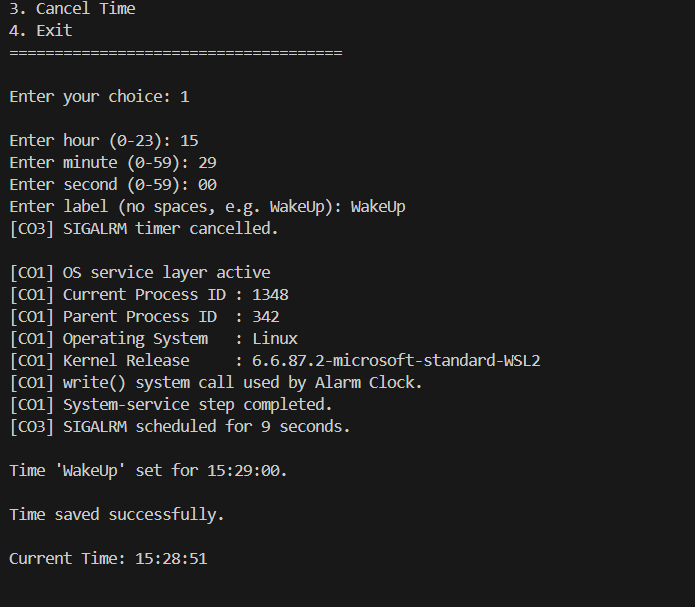 3. Cancel Time
4. Exit
=====================================
Enter your choice: 1
Enter hour (0-23): 15
Enter minute (0-59): 29
Enter second (0-59): 00
Enter label (no spaces, e.g. WakeUp): WakeUp
[CO3] SIGALRM timer cancelled.
[CO1] OS service layer active
[CO1] Current Process ID : 1348
[CO1] Parent Process ID  : 342
[CO1] Operating System   : Linux
[CO1] Kernel Release     : 6.6.87.2-microsoft-standard-WSL2
[CO1] write() system call used by Alarm Clock.
[CO1] System-service step completed.
[CO3] SIGALRM scheduled for 9 seconds.
Time 'WakeUp' set for 15:29:00.
Time saved successfully.
Current Time: 15:28:51